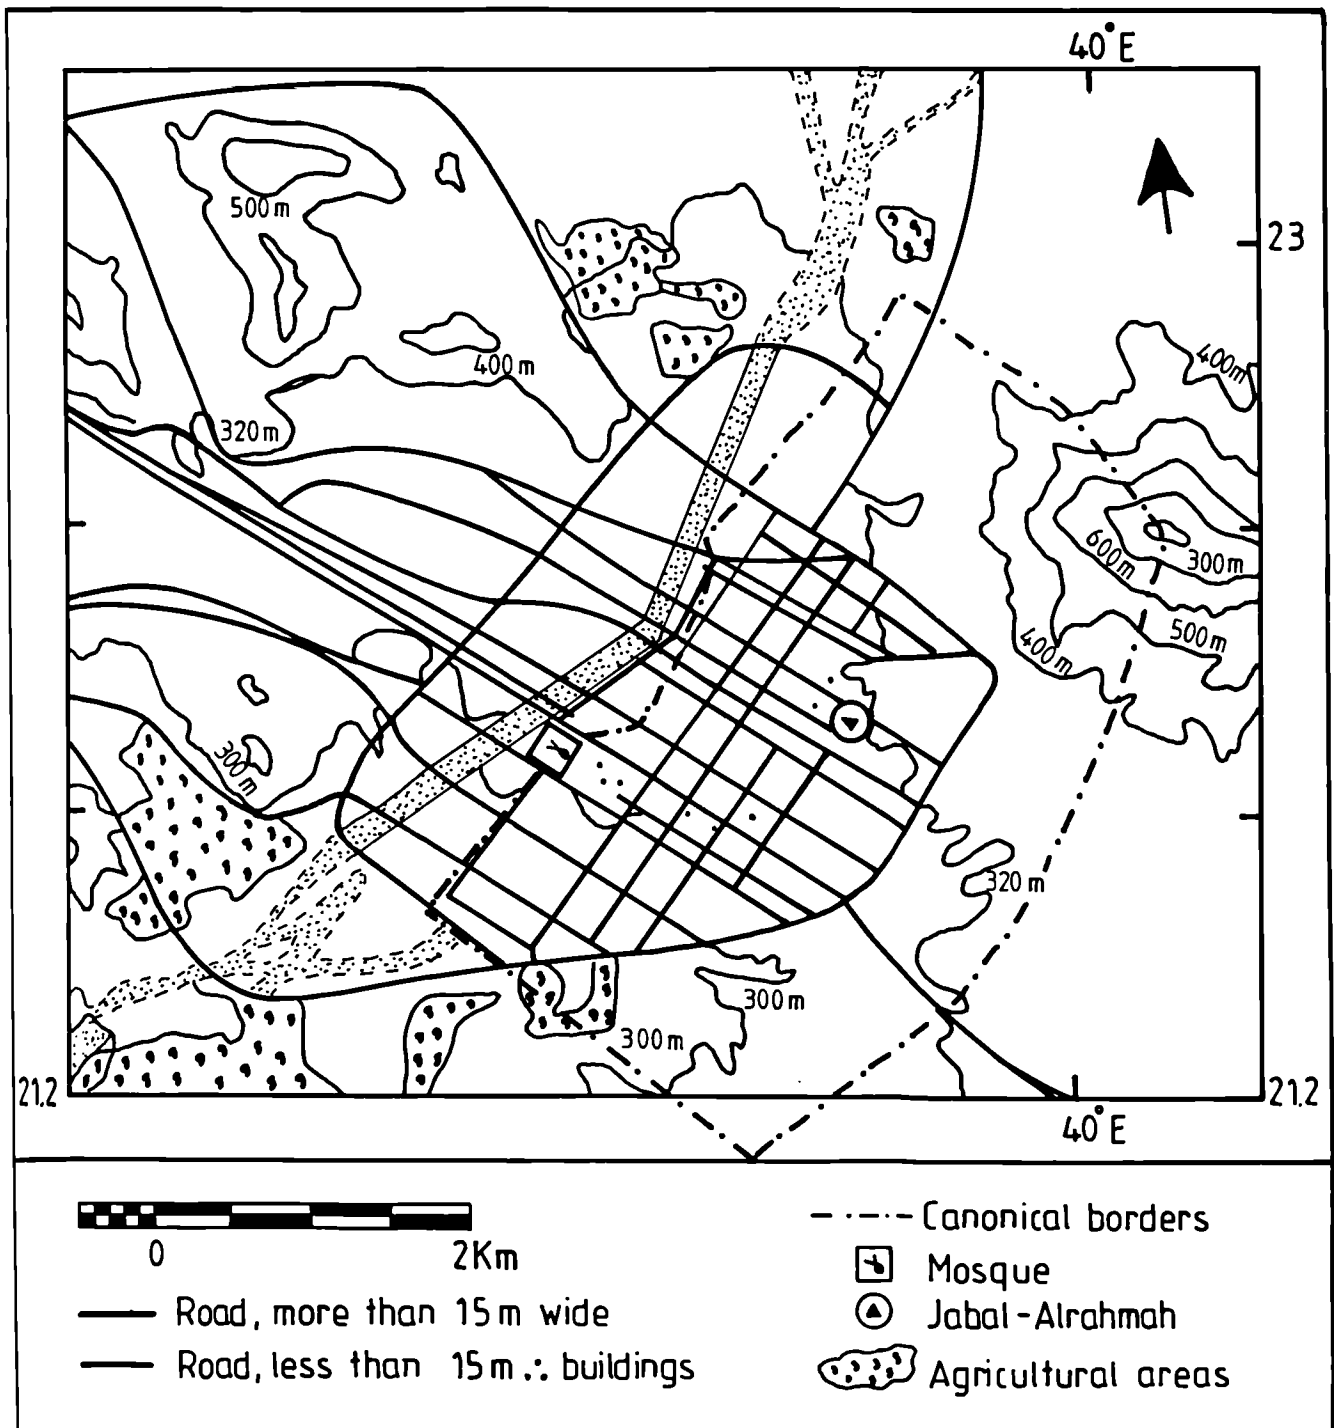 40°E
23
500m
400m
400m
320m
600m
300m
500m
400m
300m
320m
300m
300m
21.2
21.2
40°E
0 2Km
Road, more than 15m wide
Road, less than 15m ∴ buildings
Canonical borders
Mosque
Jabal-Alrahmah
Agricultural areas